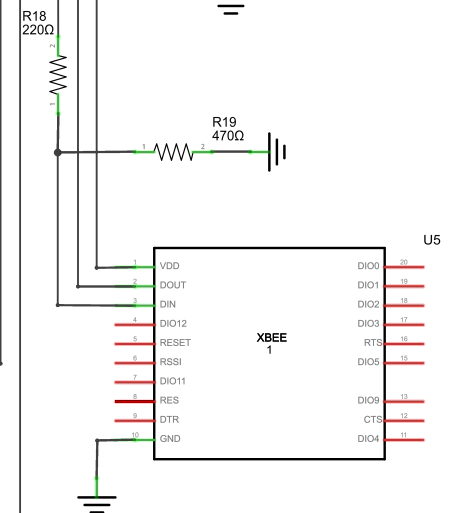 R18
220Ω
2
1
R19
470Ω
1
2
U5
1
VDD
DIO0
20
2
DOUT
DIO1
19
3
DIN
DIO2
18
4
DIO12
DIO3
17
5
RESET
RTS
16
XBEE
1
6
RSSI
DIO5
15
7
DIO11
8
RES
DIO9
13
9
DTR
CTS
12
10
GND
DIO4
11